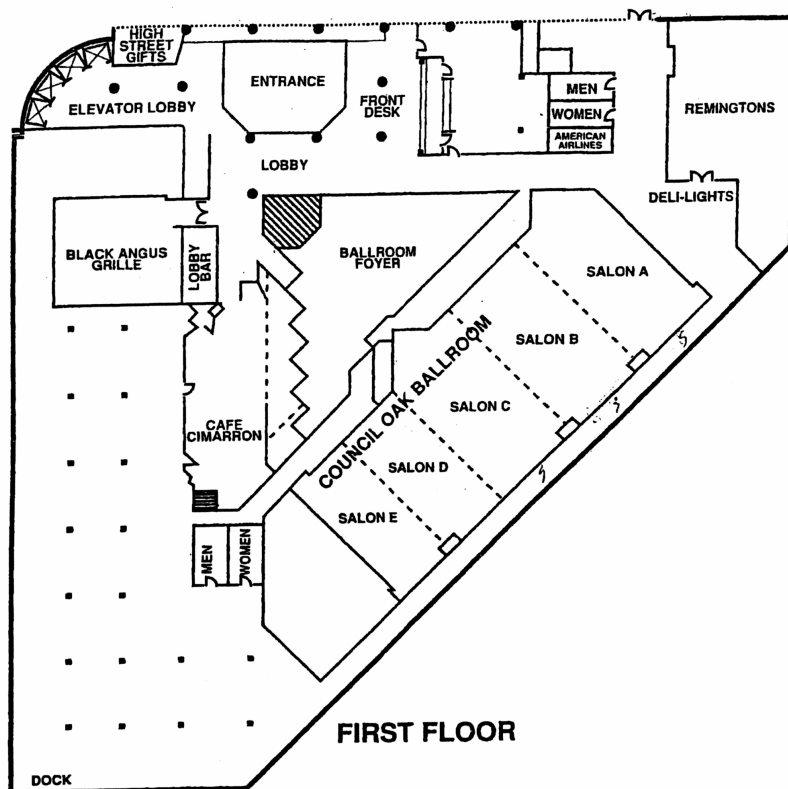 HIGH
STREET
GIFTS
ENTRANCE
FRONT
DESK
MEN
WOMEN
AMERICAN
AIRLINES
REMINGTONS
ELEVATOR LOBBY
LOBBY
DELI-LIGHTS
BLACK ANGUS
GRILLE
LOBBY
BAR
BALLROOM
FOYER
SALON A
SALON B
SALON C
SALON D
SALON E
COUNCIL OAK BALLROOM
CAFE
CIMARRON
MEN
WOMEN
FIRST FLOOR
DOCK